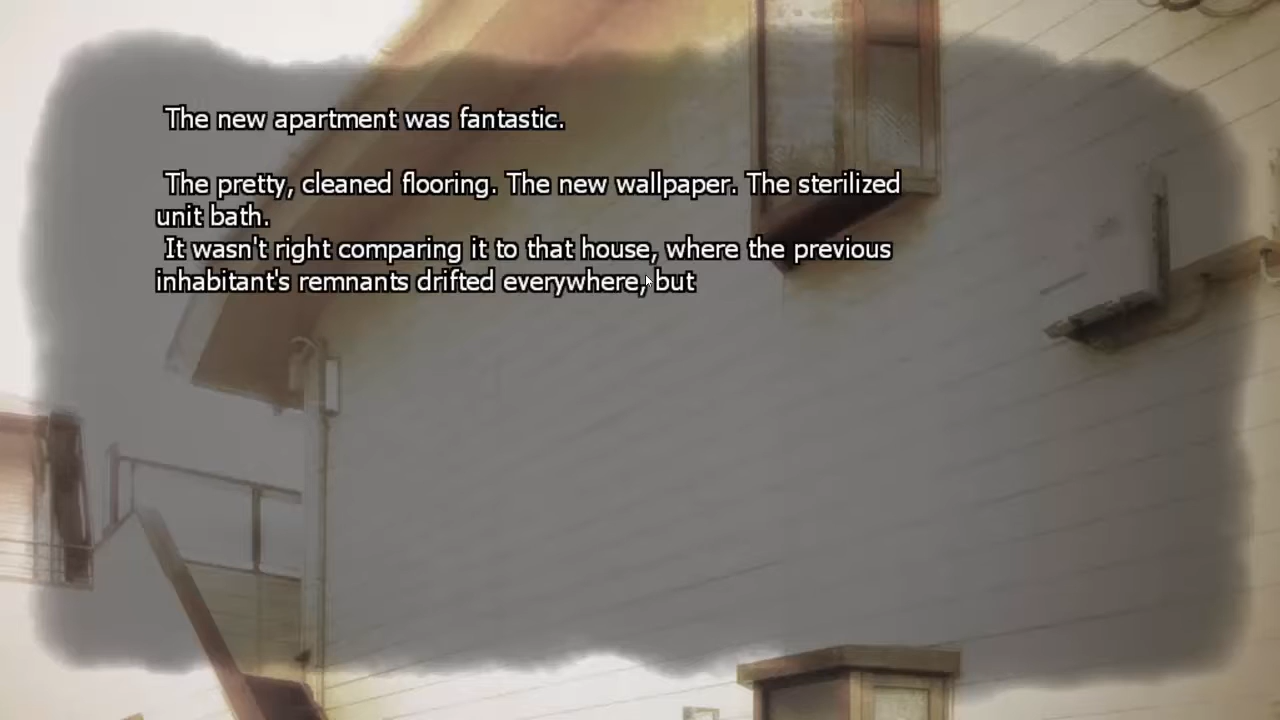 The new apartment was fantastic.
The pretty, cleaned flooring. The new wallpaper. The sterilized
unit bath.
It wasn't right comparing it to that house, where the previous
inhabitant's remnants drifted everywhere, but